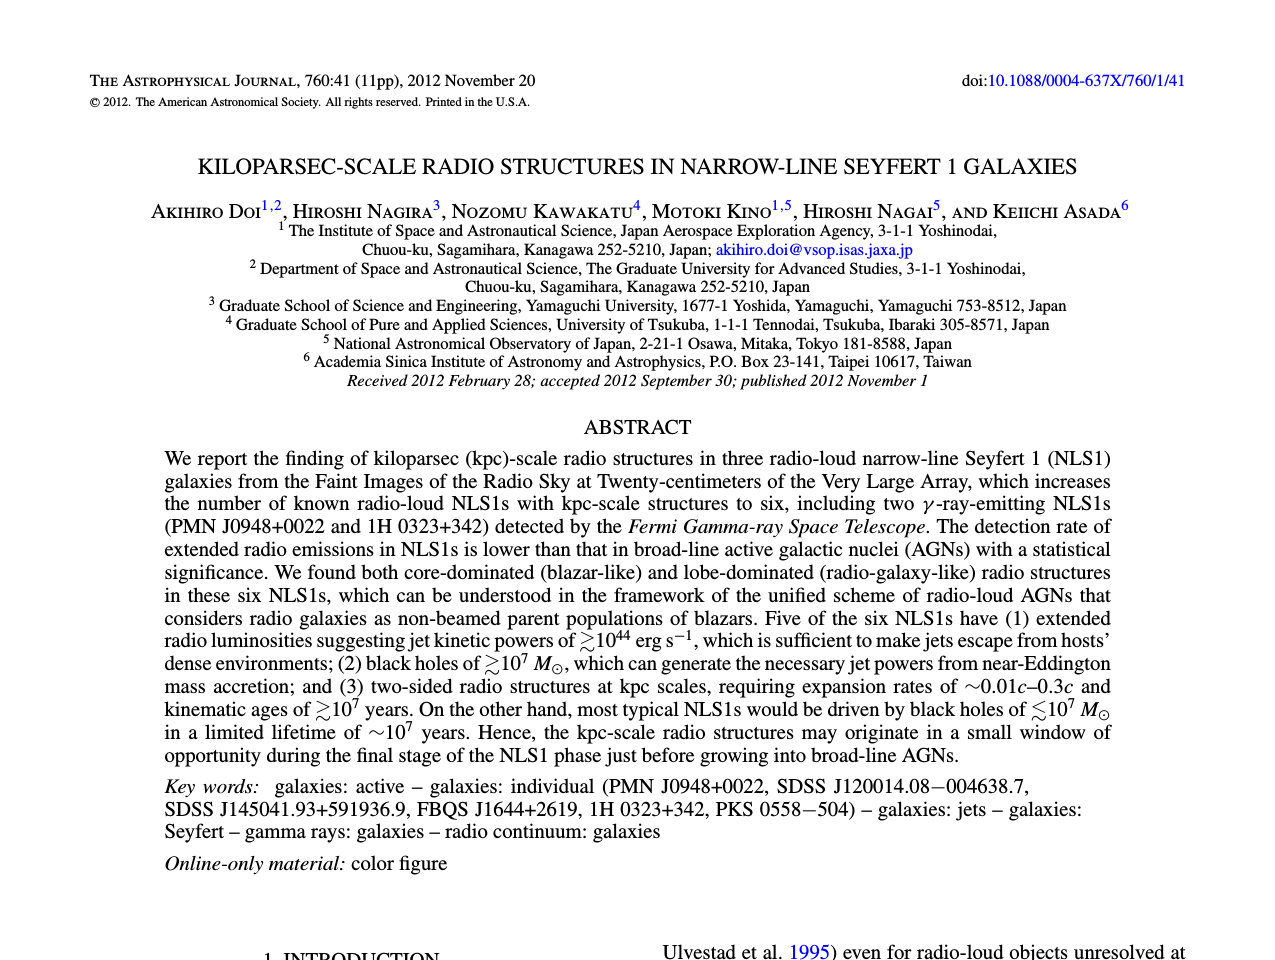 THE ASTROPHYSICAL JOURNAL, 760:41 (11pp), 2012 November 20
doi:10.1088/0004-637X/760/1/41
© 2012. The American Astronomical Society. All rights reserved. Printed in the U.S.A.
KILOPARSEC-SCALE RADIO STRUCTURES IN NARROW-LINE SEYFERT 1 GALAXIES
AKIHIRO DOI1,2, HIROSHI NAGIRA3, NOZOMU KAWAKATU4, MOTOKI KINO1,5, HIROSHI NAGAI5, AND KEIICHI ASADA6
1 The Institute of Space and Astronautical Science, Japan Aerospace Exploration Agency, 3-1-1 Yoshinodai,
Chuou-ku, Sagamihara, Kanagawa 252-5210, Japan; akihiro.doi@vsop.isas.jaxa.jp
2 Department of Space and Astronautical Science, The Graduate University for Advanced Studies, 3-1-1 Yoshinodai,
Chuou-ku, Sagamihara, Kanagawa 252-5210, Japan
3 Graduate School of Science and Engineering, Yamaguchi University, 1677-1 Yoshida, Yamaguchi, Yamaguchi 753-8512, Japan
4 Graduate School of Pure and Applied Sciences, University of Tsukuba, 1-1-1 Tennodai, Tsukuba, Ibaraki 305-8571, Japan
5 National Astronomical Observatory of Japan, 2-21-1 Osawa, Mitaka, Tokyo 181-8588, Japan
6 Academia Sinica Institute of Astronomy and Astrophysics, P.O. Box 23-141, Taipei 10617, Taiwan
Received 2012 February 28; accepted 2012 September 30; published 2012 November 1
ABSTRACT
We report the finding of kiloparsec (kpc)-scale radio structures in three radio-loud narrow-line Seyfert 1 (NLS1)
galaxies from the Faint Images of the Radio Sky at Twenty-centimeters of the Very Large Array, which increases
the number of known radio-loud NLS1s with kpc-scale structures to six, including two γ-ray-emitting NLS1s
(PMN J0948+0022 and 1H 0323+342) detected by the Fermi Gamma-ray Space Telescope. The detection rate of
extended radio emissions in NLS1s is lower than that in broad-line active galactic nuclei (AGNs) with a statistical
significance. We found both core-dominated (blazar-like) and lobe-dominated (radio-galaxy-like) radio structures
in these six NLS1s, which can be understood in the framework of the unified scheme of radio-loud AGNs that
considers radio galaxies as non-beamed parent populations of blazars. Five of the six NLS1s have (1) extended
radio luminosities suggesting jet kinetic powers of ≳10^44 erg s^−1, which is sufficient to make jets escape from hosts’
dense environments; (2) black holes of ≳10^7 M⊙, which can generate the necessary jet powers from near-Eddington
mass accretion; and (3) two-sided radio structures at kpc scales, requiring expansion rates of ∼0.01c–0.3c and
kinematic ages of ≳10^7 years. On the other hand, most typical NLS1s would be driven by black holes of ≲10^7 M⊙
in a limited lifetime of ∼10^7 years. Hence, the kpc-scale radio structures may originate in a small window of
opportunity during the final stage of the NLS1 phase just before growing into broad-line AGNs.
Key words: galaxies: active – galaxies: individual (PMN J0948+0022, SDSS J120014.08−004638.7,
SDSS J145041.93+591936.9, FBQS J1644+2619, 1H 0323+342, PKS 0558−504) – galaxies: jets – galaxies:
Seyfert – gamma rays: galaxies – radio continuum: galaxies
Online-only material: color figure
1. INTRODUCTION
Ulvestad et al. 1995) even for radio-loud objects unresolved at